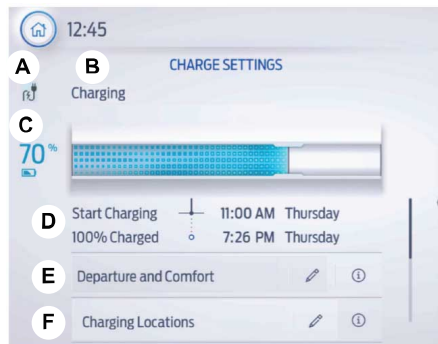 12:45
A B CHARGE SETTINGS
Charging
C
70%
D Start Charging 11:00 AM Thursday
100% Charged 7:26 PM Thursday
E Departure and Comfort
F Charging Locations